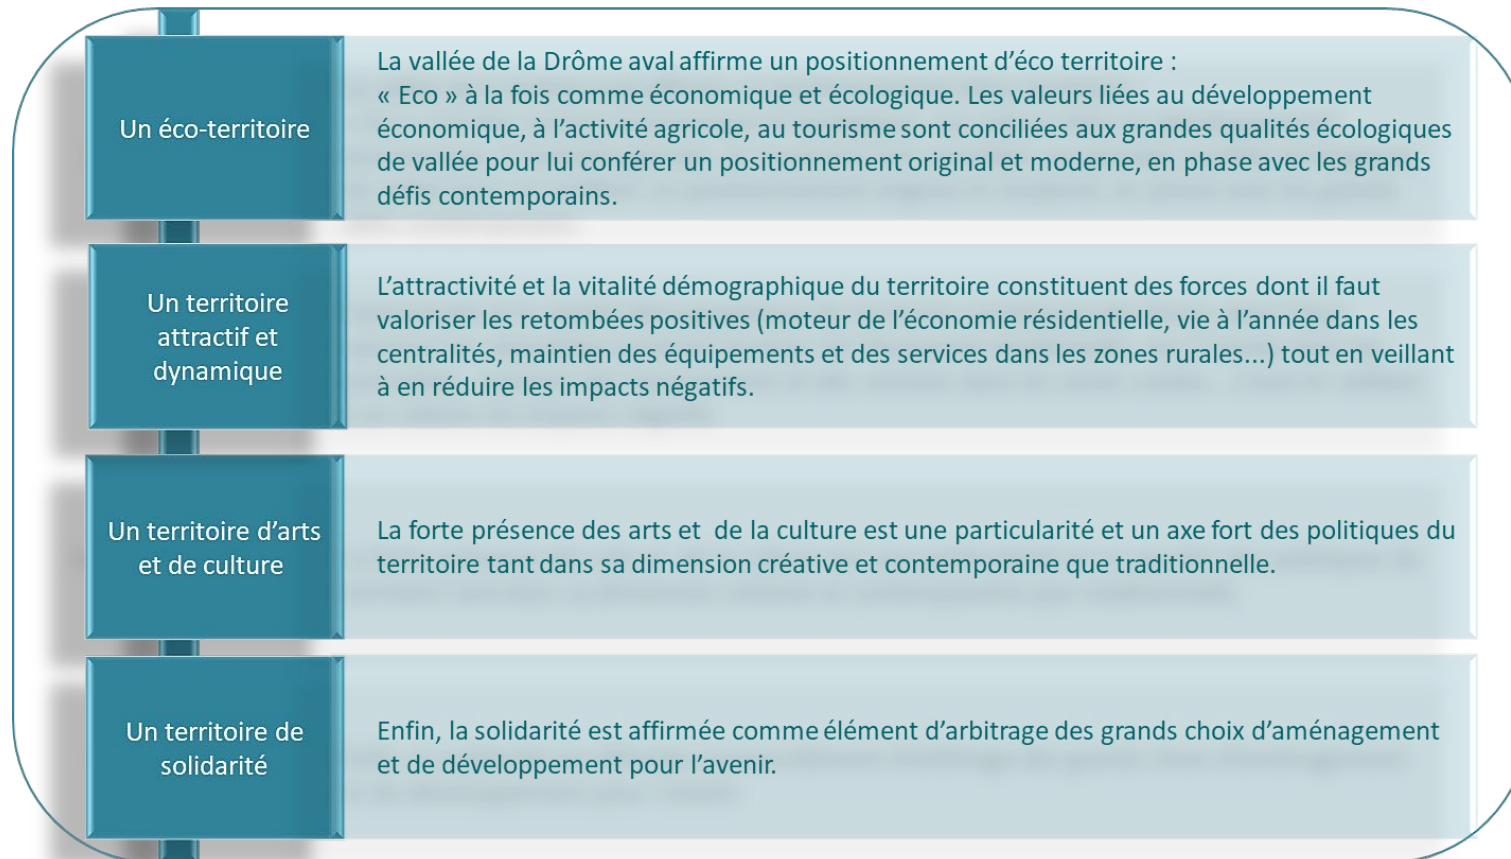 Un éco-territoire
La vallée de la Drôme aval affirme un positionnement d’éco territoire :
« Eco » à la fois comme économique et écologique. Les valeurs liées au développement
économique, à l’activité agricole, au tourisme sont conciliées aux grandes qualités écologiques
de vallée pour lui conférer un positionnement original et moderne, en phase avec les grands
défis contemporains.
Un territoire
attractif et
dynamique
L’attractivité et la vitalité démographique du territoire constituent des forces dont il faut
valoriser les retombées positives (moteur de l’économie résidentielle, vie à l’année dans les
centralités, maintien des équipements et des services dans les zones rurales...) tout en veillant
à en réduire les impacts négatifs.
Un territoire d’arts
et de culture
La forte présence des arts et  de la culture est une particularité et un axe fort des politiques du
territoire tant dans sa dimension créative et contemporaine que traditionnelle.
Un territoire de
solidarité
Enfin, la solidarité est affirmée comme élément d’arbitrage des grands choix d’aménagement
et de développement pour l’avenir.